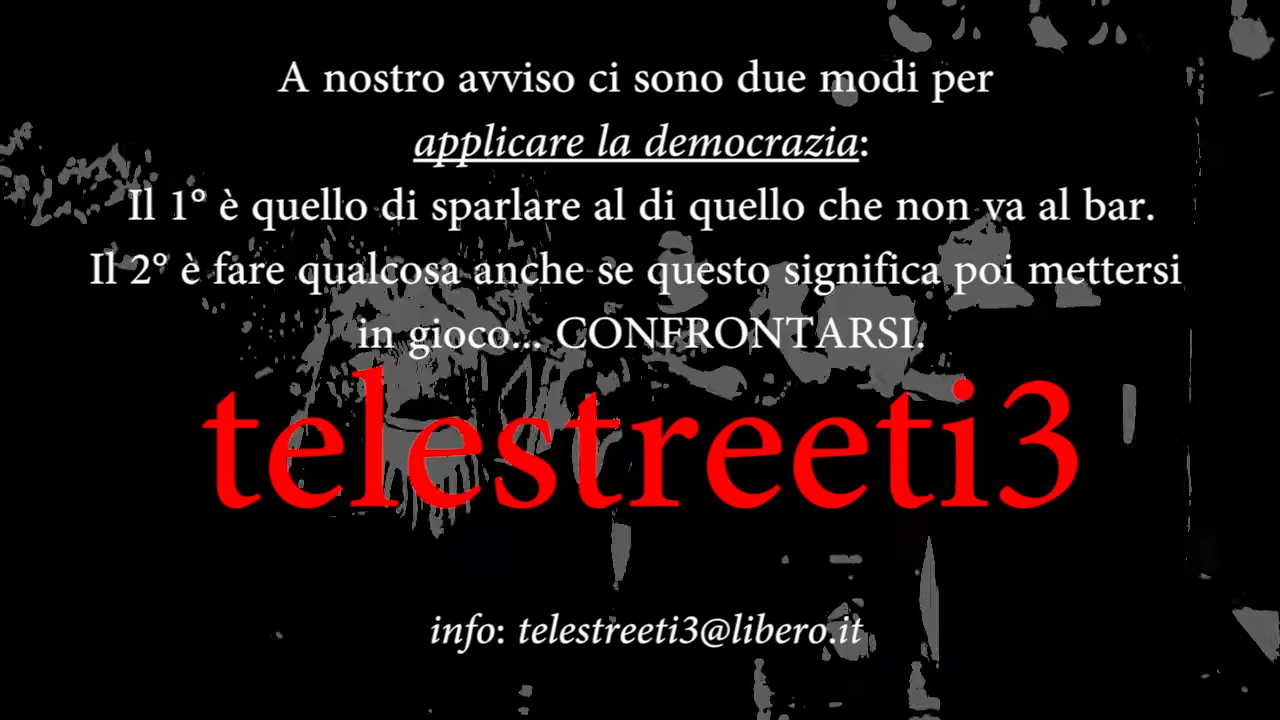 A nostro avviso ci sono due modi per
applicare la democrazia:
Il 1° è quello di sparlare al di quello che non va al bar.
Il 2° è fare qualcosa anche se questo significa poi mettersi
in gioco... CONFRONTARSI.
telestreeti3
info: telestreeti3@libero.it